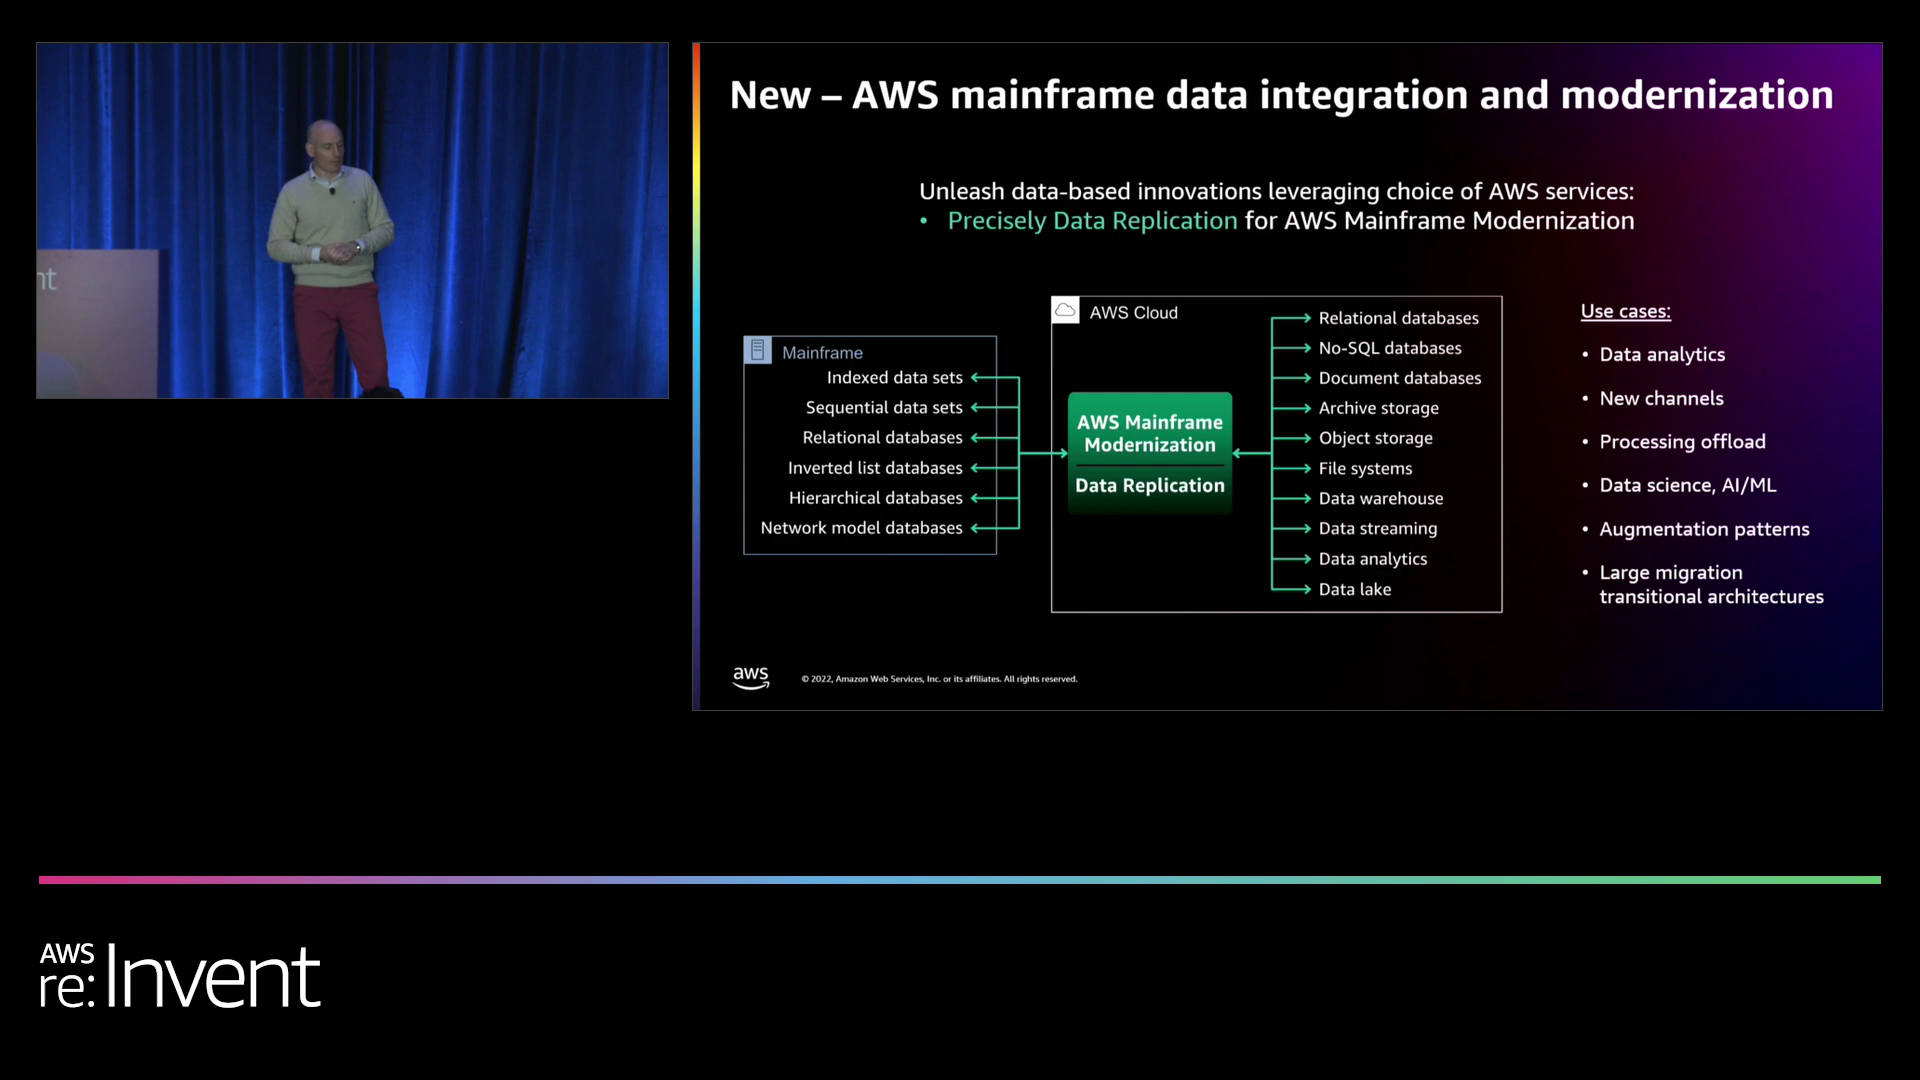 nt
New – AWS mainframe data integration and modernization
Unleash data-based innovations leveraging choice of AWS services:
• Precisely Data Replication for AWS Mainframe Modernization
Mainframe
Indexed data sets
Sequential data sets
Relational databases
Inverted list databases
Hierarchical databases
Network model databases
AWS Cloud
AWS Mainframe
Modernization
Data Replication
Relational databases
No-SQL databases
Document databases
Archive storage
Object storage
File systems
Data warehouse
Data streaming
Data analytics
Data lake
Use cases:
• Data analytics
• New channels
• Processing offload
• Data science, AI/ML
• Augmentation patterns
• Large migration
transitional architectures
aws
© 2022, Amazon Web Services, Inc. or its affiliates. All rights reserved.
AWS
re:Invent